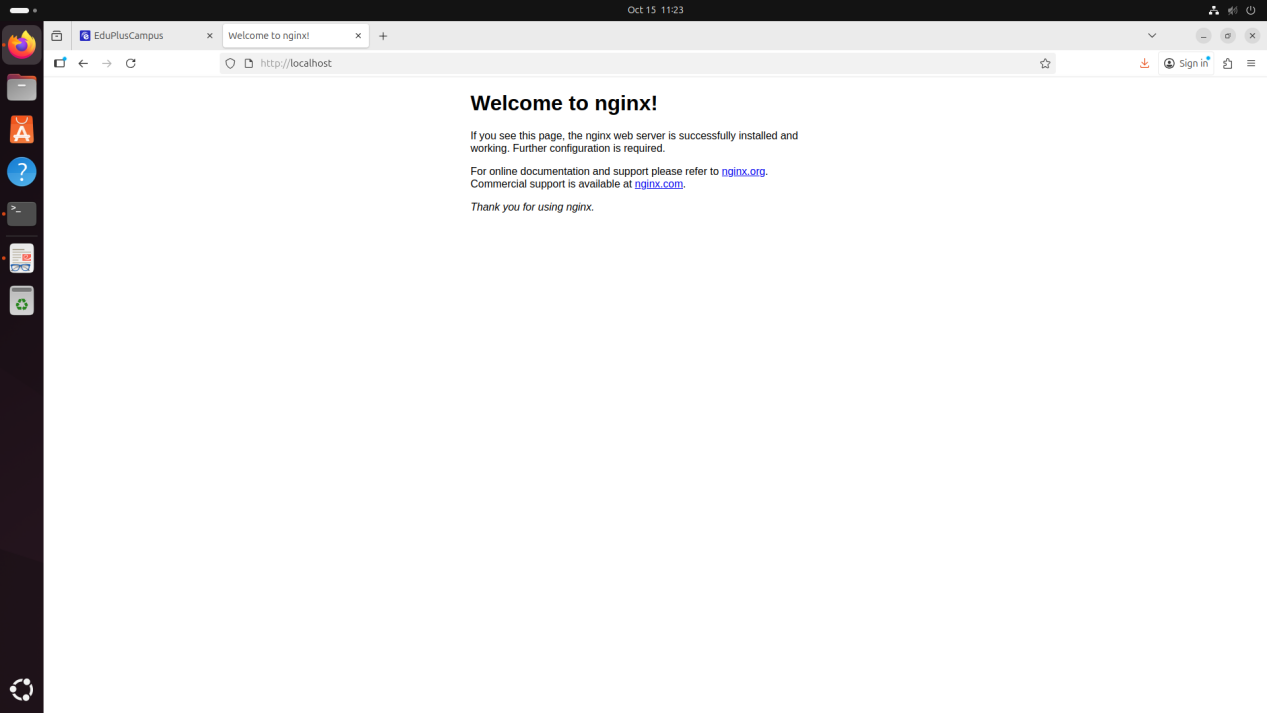 Oct 15 11:23
EduPlusCampus
Welcome to nginx!
http://localhost
Sign in
Welcome to nginx!
If you see this page, the nginx web server is successfully installed and
working. Further configuration is required.
For online documentation and support please refer to nginx.org.
Commercial support is available at nginx.com.
Thank you for using nginx.